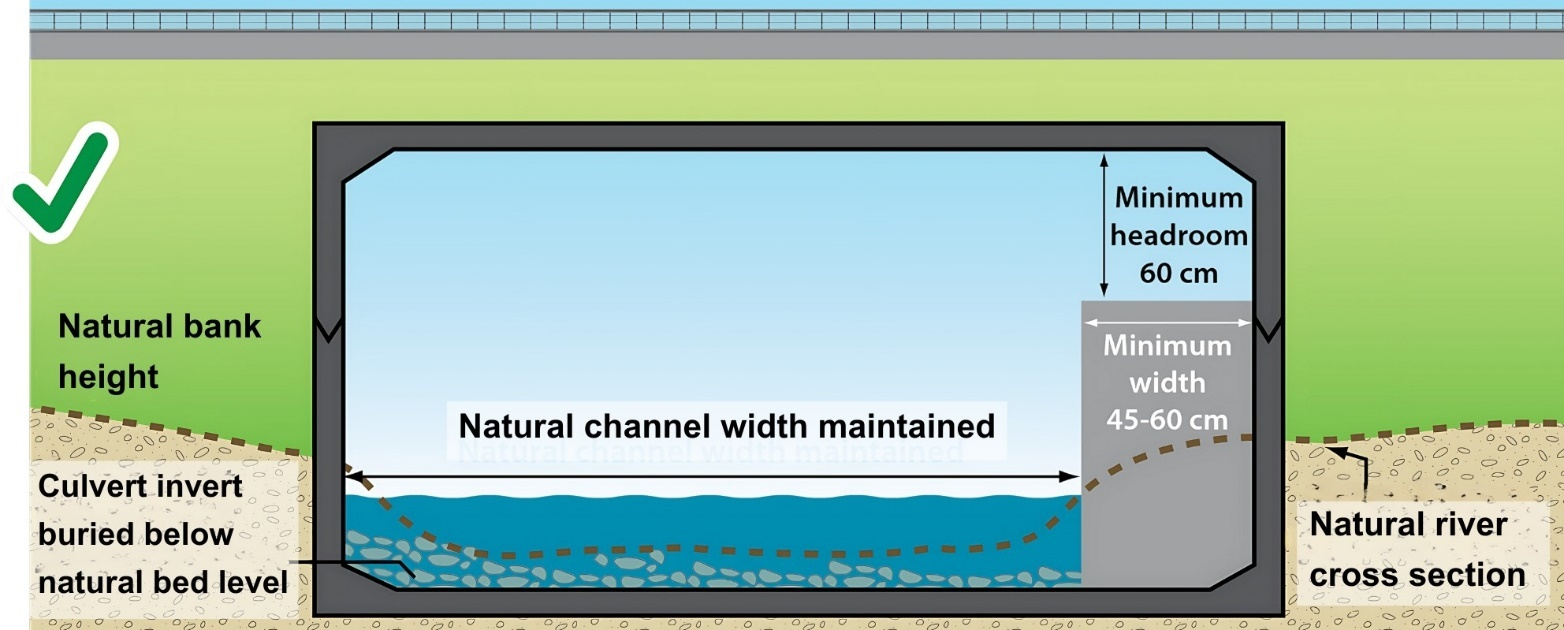 Minimum
headroom
60 cm
Natural bank
height
Minimum
width
45-60 cm
Natural channel width maintained
Culvert invert
buried below
natural bed level
Natural river
cross section